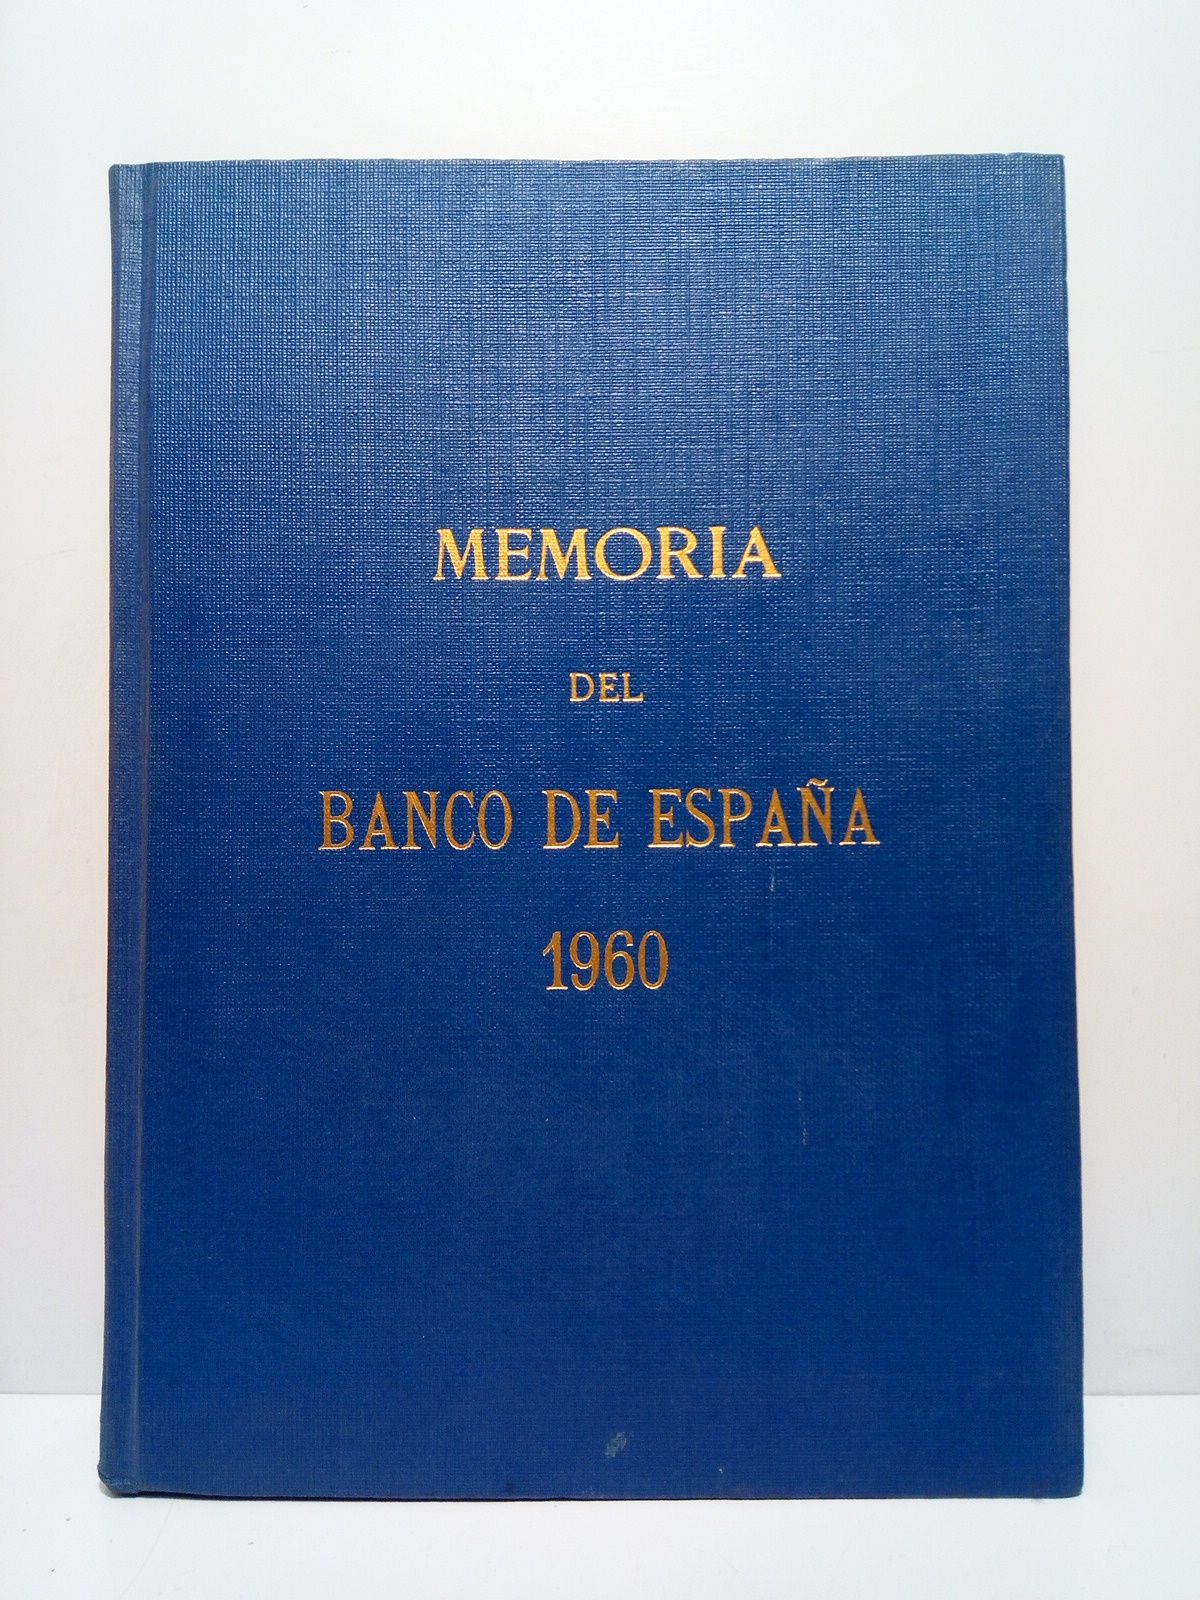 MEMORIA
DEL
BANCO DE ESPAÑA
1960